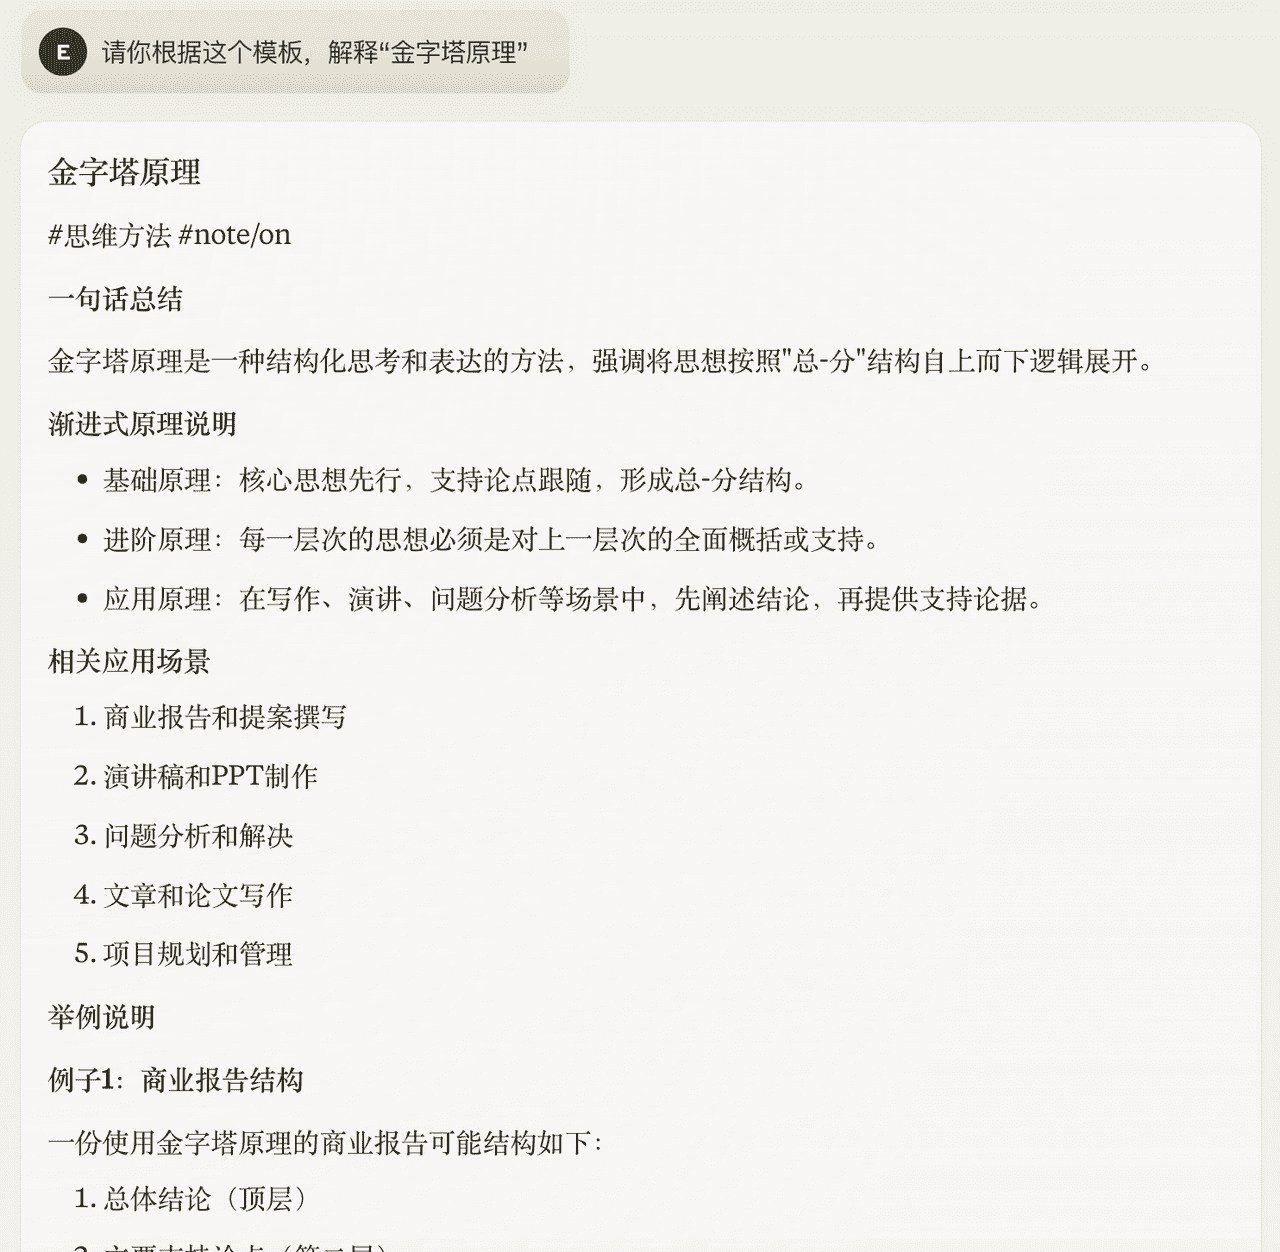 E 请你根据这个模板，解释“金字塔原理”
金字塔原理
#思维方法 #note/on
一句话总结
金字塔原理是一种结构化思考和表达的方法，强调将思想按照"总-分"结构自上而下逻辑展开。
渐进式原理说明
• 基础原理：核心思想先行，支持论点跟随，形成总-分结构。
• 进阶原理：每一层次的思想必须是对上一层次的全面概括或支持。
• 应用原理：在写作、演讲、问题分析等场景中，先阐述结论，再提供支持论据。
相关应用场景
1. 商业报告和提案撰写
2. 演讲稿和PPT制作
3. 问题分析和解决
4. 文章和论文写作
5. 项目规划和管理
举例说明
例子1：商业报告结构
一份使用金字塔原理的商业报告可能结构如下：
1. 总体结论（顶层）